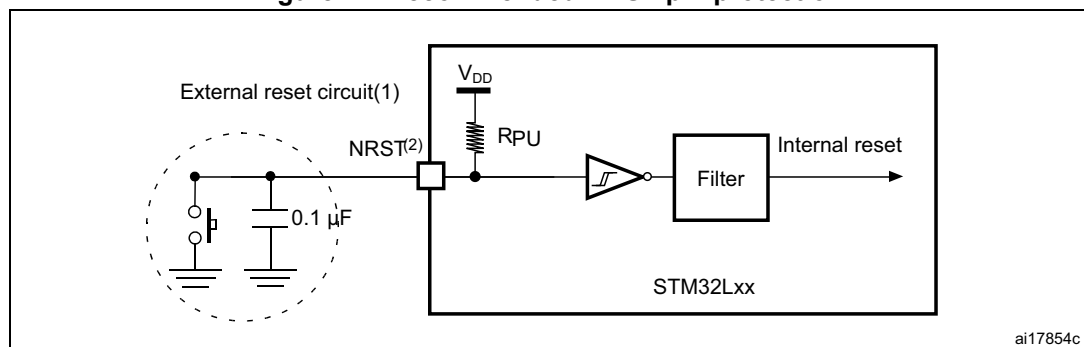 External reset circuit(1)
VDD
NRST(2)
RPU
Internal reset
Filter
0.1 µF
STM32Lxx
ai17854c